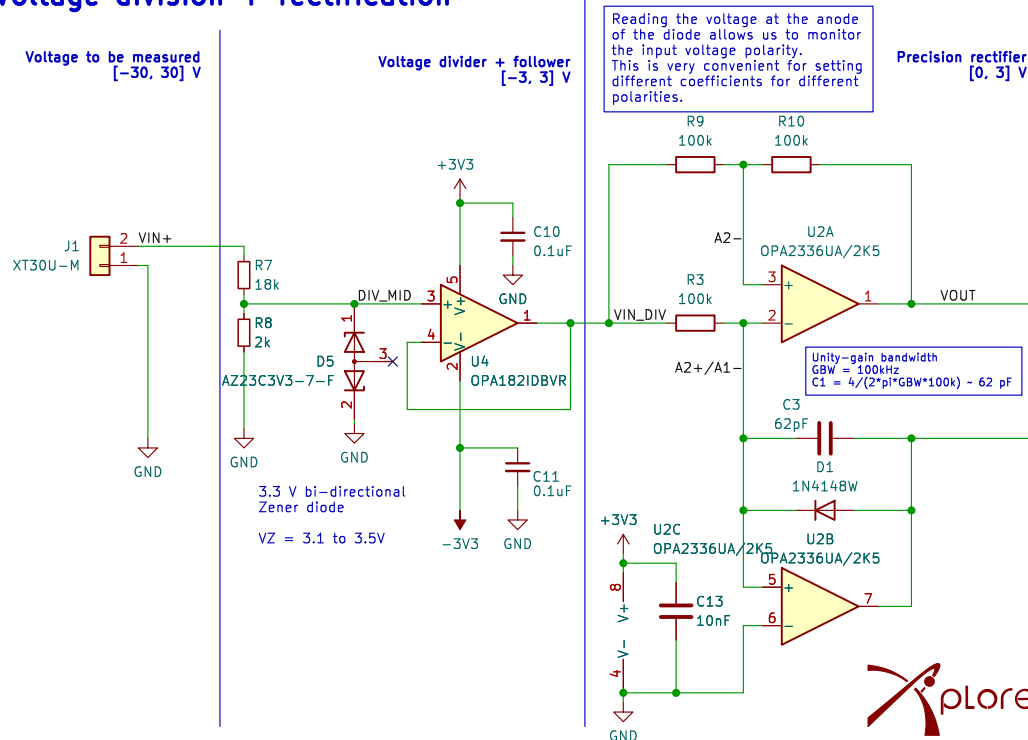 Voltage division + rectification
Voltage to be measured
[-30, 30] V
Voltage divider + follower
[-3, 3] V
Reading the voltage at the anode
of the diode allows us to monitor
the input voltage polarity.
This is very convenient for setting
different coefficients for different
polarities.
Precision rectifier
[0, 3] V
R9
100k
R10
100k
+3V3
C10
0.1uF
GND
J1
XT30U-M
2
1
VIN+
R7
18k
R8
2k
GND
GND
DIV_MID
1
3
2
D5
AZ23C3V3-7-F
GND
3
4
5
2
1
V+
V-
+
-
U4
OPA182IDBVR
C11
0.1uF
-3V3
GND
3.3 V bi-directional
Zener diode
VZ = 3.1 to 3.5V
VIN_DIV
R3
100k
A2-
A2+/A1-
U2A
OPA2336UA/2K5
3
2
1
+
-
VOUT
Unity-gain bandwidth
GBW = 100kHz
C1 = 4/(2*pi*GBW*100k) ~ 62 pF
C3
62pF
D1
1N4148W
U2B
OPA2336UA/2K5
5
6
7
+
-
+3V3
U2C
OPA2336UA/2K5
8
V+
V-
4
C13
10nF
GND
Xplore